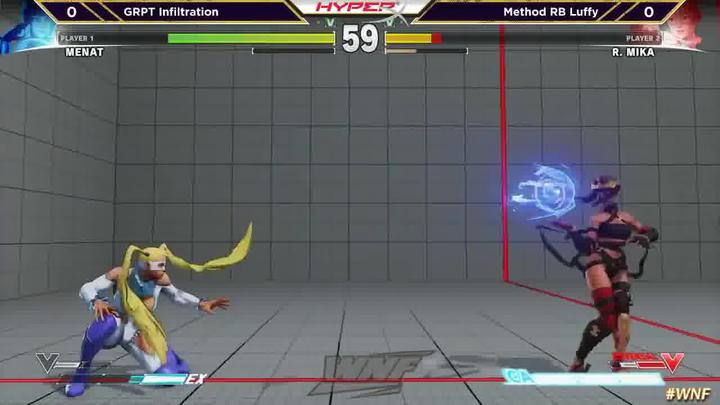 0 GRPT Infiltration HYPER Method RB Luffy 0
PLAYER 1 59 PLAYER 2
MENAT R. MIKA
EX CA
WNF
#WNF